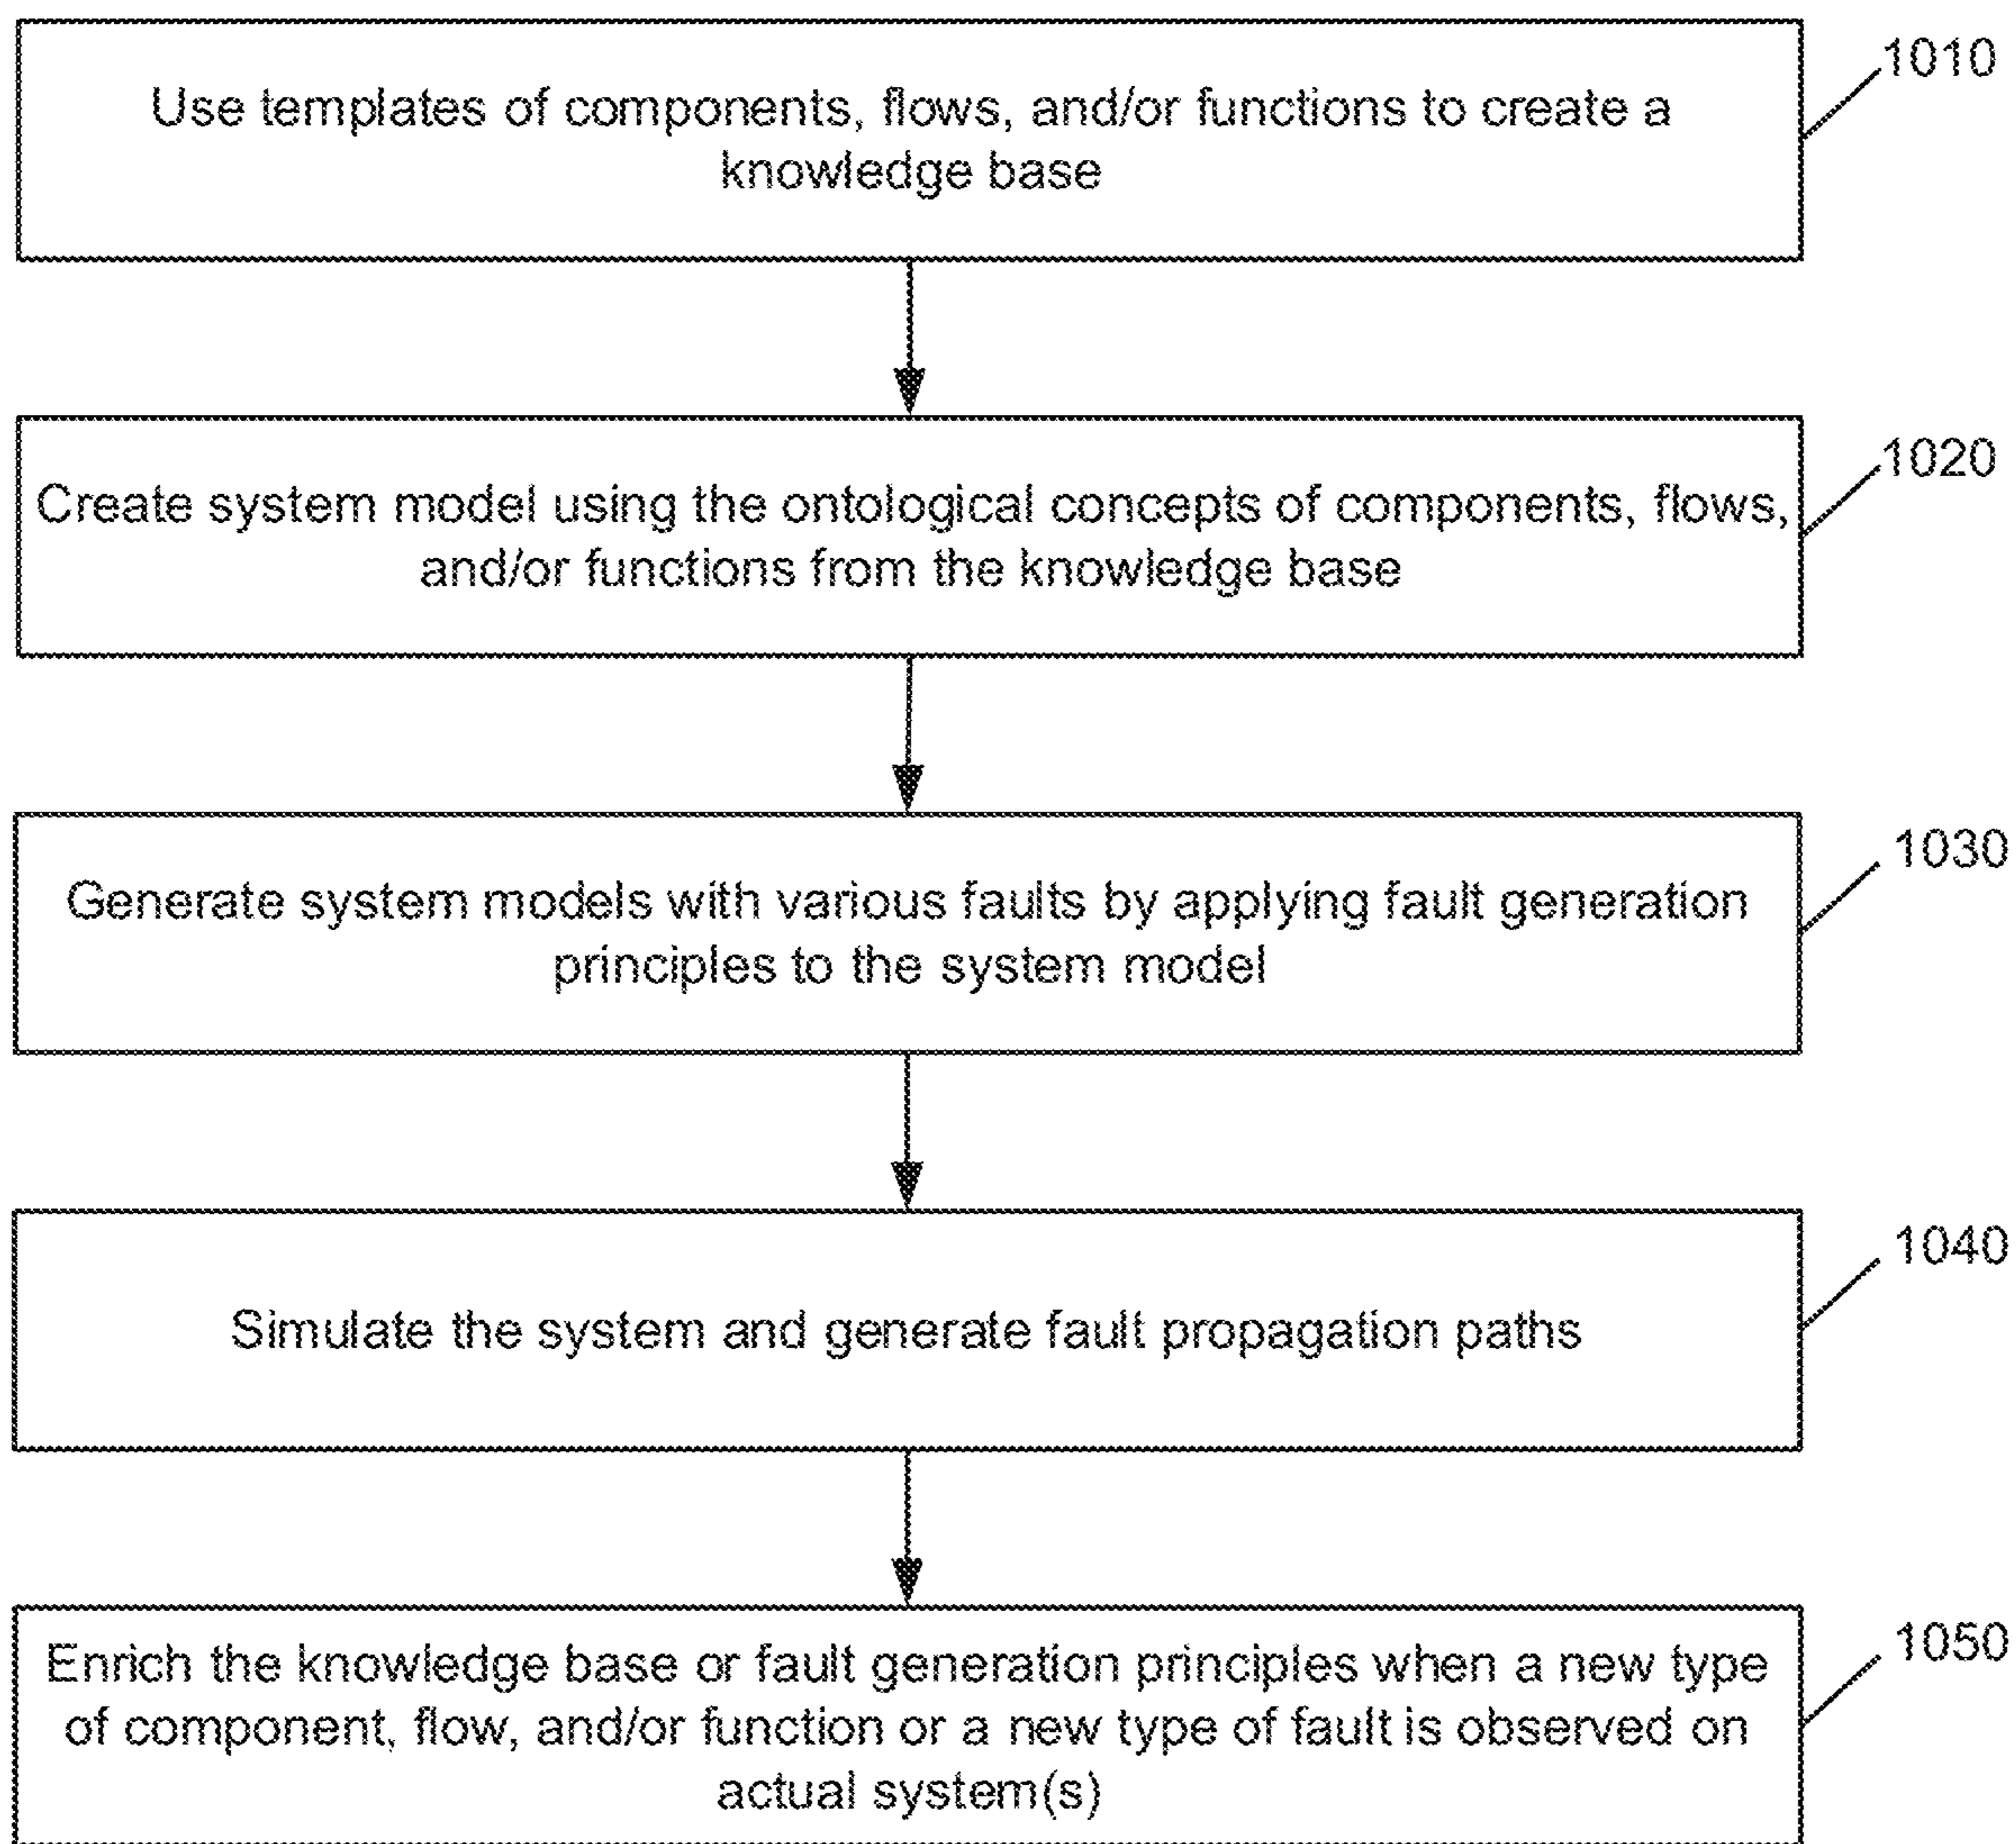 1010
Use templates of components, flows, and/or functions to create a
knowledge base
1020
Create system model using the ontological concepts of components, flows,
and/or functions from the knowledge base
1030
Generate system models with various faults by applying fault generation
principles to the system model
1040
Simulate the system and generate fault propagation paths
1050
Enrich the knowledge base or fault generation principles when a new type
of component, flow, and/or function or a new type of fault is observed on
actual system(s)